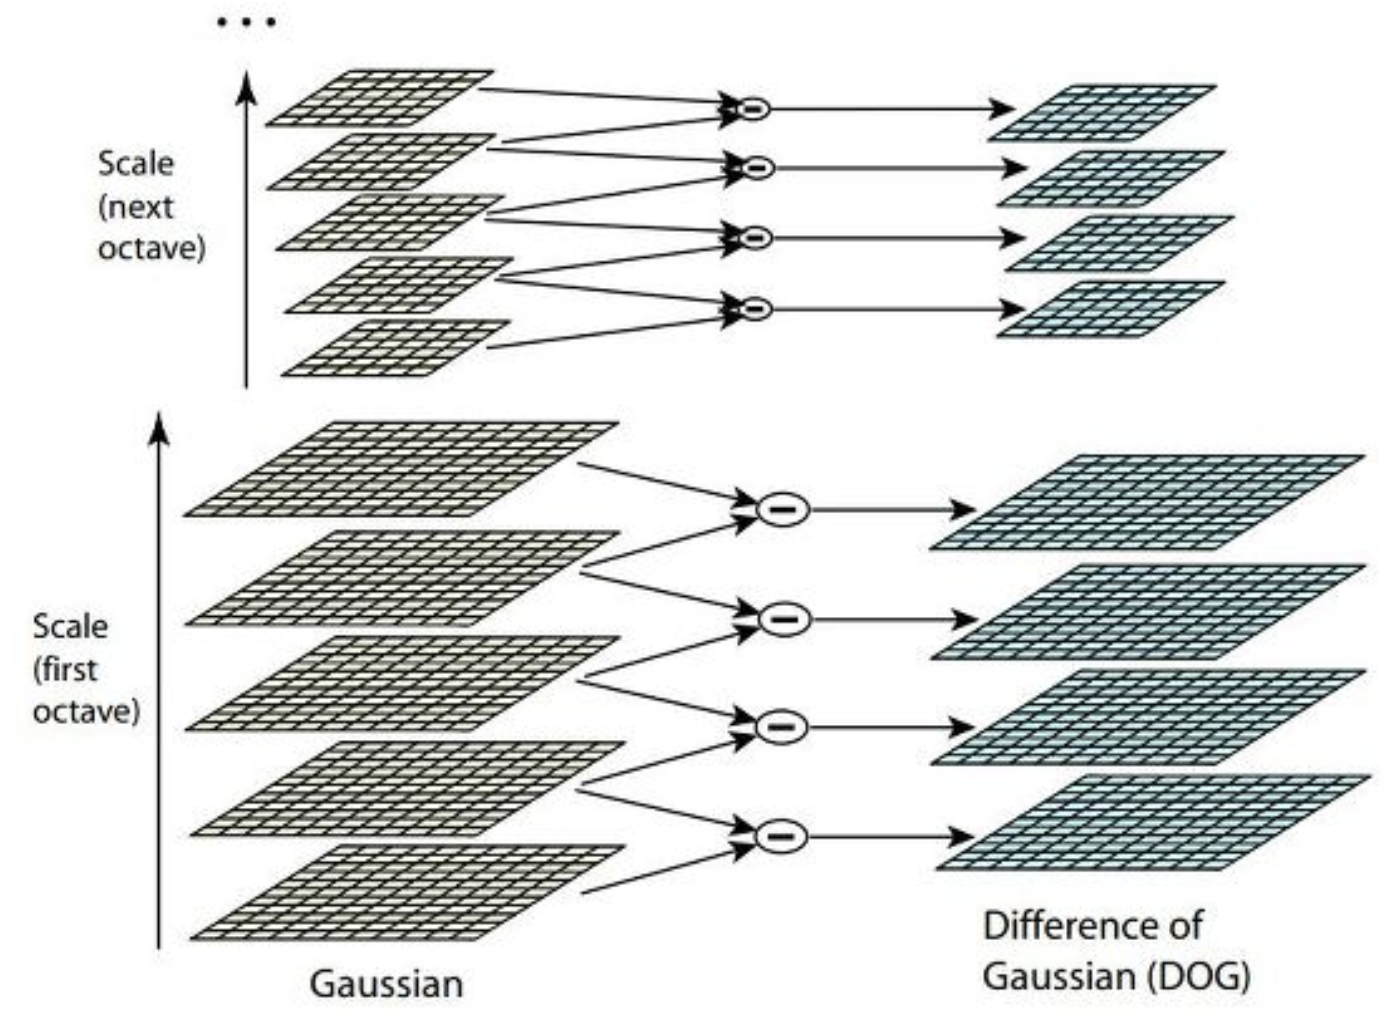 Scale
(next
octave)
Scale
(first
octave)
Gaussian
Difference of
Gaussian (DOG)